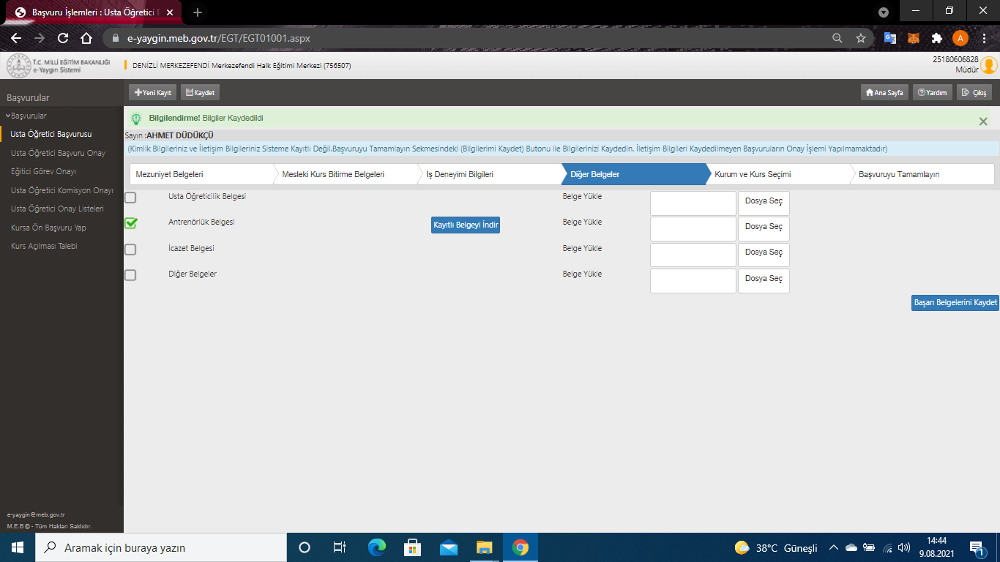 Başvuru İşlemleri : Usta Öğretici
e-yaygin.meb.gov.tr/EGT/EGT01001.aspx
A
T.C. MİLLİ EĞİTİM BAKANLIĞI
e-Yaygın Sistemi
DENİZLİ MERKEZEFENDİ Merkezefendi Halk Eğitimi Merkezi (756507)
25180606828
Müdür
Başvurular
Yeni Kayıt
Kaydet
Ana Sayfa
Yardım
Çıkış
Başvurular
Usta Öğretici Başvurusu
Usta Öğretici Başvuru Onay
Eğitici Görev Onayı
Usta Öğretici Komisyon Onayı
Usta Öğretici Onay Listeleri
Kursa Ön Başvuru Yap
Kurs Açılması Talebi
Bilgilendirme! Bilgiler Kaydedildi
Sayın :AHMET DÜDÜKÇÜ
(Kimlik Bilgileriniz ve İletişim Bilgileriniz Sisteme Kayıtlı Değil.Başvuruyu Tamamlayın Sekmesindeki (Bilgilerimi Kaydet) Butonu ile Bilgilerinizi Kaydedin. İletişim Bilgileri Kaydedilmeyen Başvuruların Onay İşlemi Yapılmamaktadır)
Mezuniyet Belgeleri
Mesleki Kurs Bitirme Belgeleri
İş Deneyimi Bilgileri
Diğer Belgeler
Kurum ve Kurs Seçimi
Başvuruyu Tamamlayın
Usta Öğreticilik Belgesi
Belge Yükle
Dosya Seç
Antrenörlük Belgesi
Kayıtlı Belgeyi İndir
Belge Yükle
Dosya Seç
İcazet Belgesi
Belge Yükle
Dosya Seç
Diğer Belgeler
Belge Yükle
Dosya Seç
Başarı Belgelerini Kaydet
e-yaygin@meb.gov.tr
M.E.B © - Tüm Hakları Saklıdır.
Aramak için buraya yazın
38°C Güneşli
14:44
9.08.2021
1